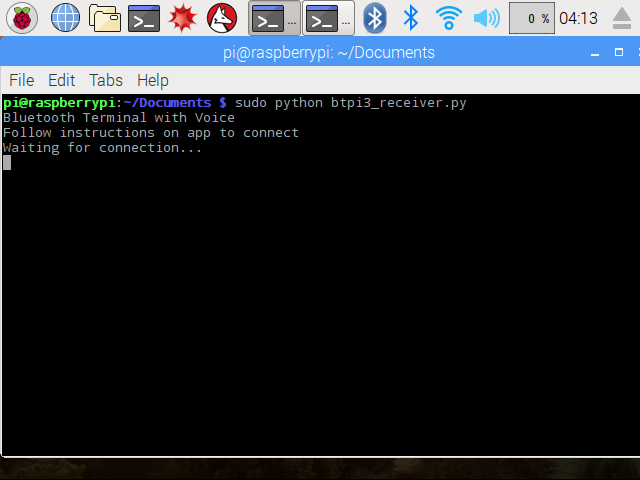 ... ... 0 % 04:13
pi@raspberrypi: ~/Documents
File Edit Tabs Help
pi@raspberrypi:~/Documents $ sudo python btpi3_receiver.py
Bluetooth Terminal with Voice
Follow instructions on app to connect
Waiting for connection...